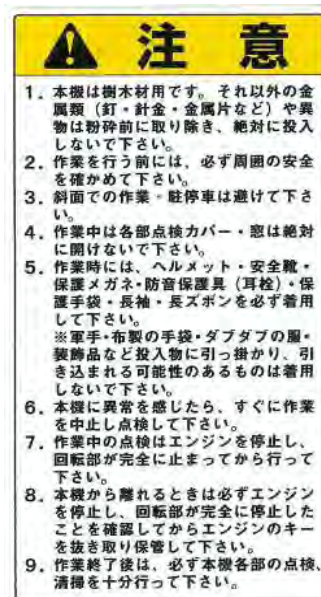 注意
1. 本機は樹木材用です。それ以外の金
属類（釘・針金・金属片など）や異
物は粉砕前に取り除き、絶対に投入
しないで下さい。
2. 作業を行う前には、必ず周囲の安全
を確かめて下さい。
3. 斜面での作業・駐停車は避けて下さ
い。
4. 作業中は各部点検カバー・窓は絶対
に開けないで下さい。
5. 作業時には、ヘルメット・安全靴・
保護メガネ・防音保護具（耳栓）・保
護手袋・長袖・長ズボンを必ず着用
して下さい。
※軍手・布製の手袋・ダブダブの服・
装飾品など投入物に引っ掛かり、引
き込まれる可能性のあるものは着用
しないで下さい。
6. 本機に異常を感じたら、すぐに作業
を中止し点検して下さい。
7. 作業中の点検はエンジンを停止し、
回転部が完全に止まってから行って
下さい。
8. 本機から離れるときは必ずエンジン
を停止し、回転部が完全に停止した
ことを確認してからエンジンのキー
を抜き取り保管して下さい。
9. 作業終了後は、必ず本機各部の点検、
清掃を十分行って下さい。